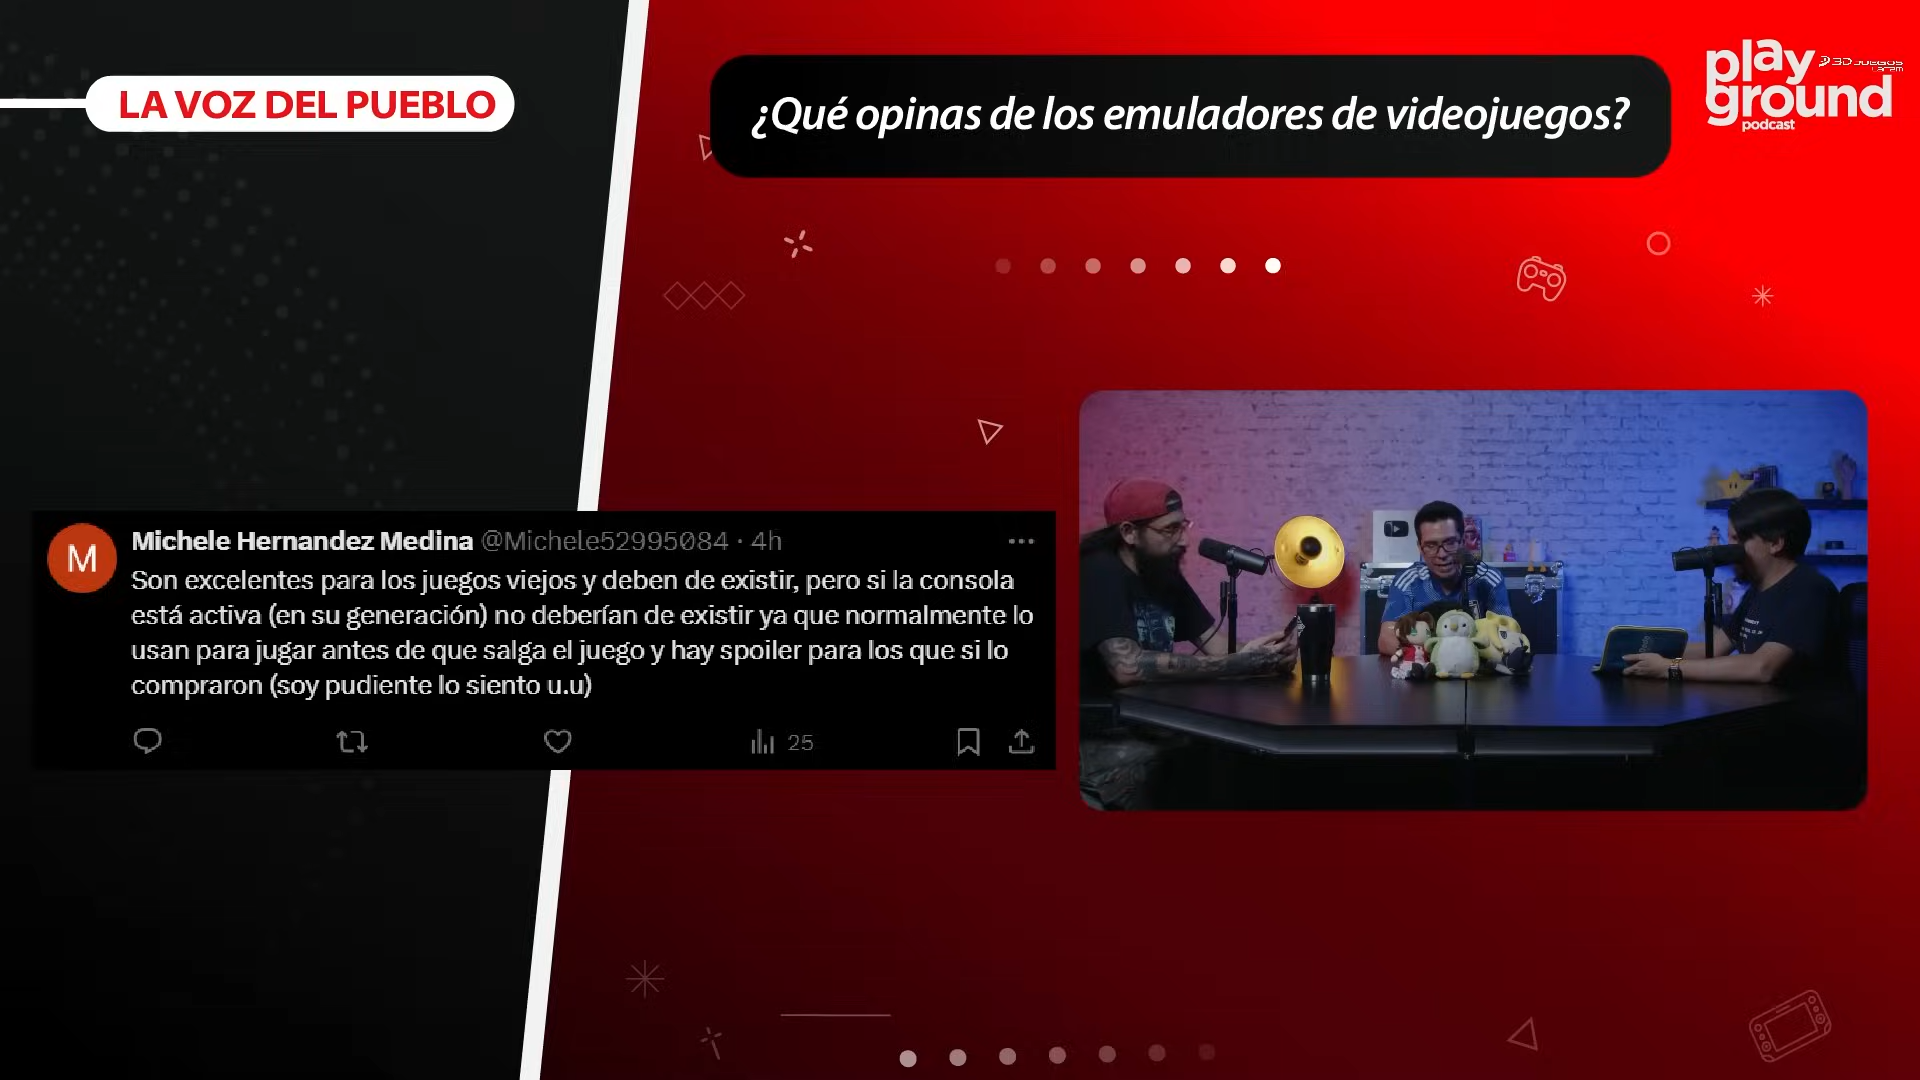 LA VOZ DEL PUEBLO
¿Qué opinas de los emuladores de videojuegos?
play
3DJUEGOS
LATAM
ground
podcast
M
Michele Hernandez Medina @Michele52995084 · 4h
Son excelentes para los juegos viejos y deben de existir, pero si la consola
está activa (en su generación) no deberían de existir ya que normalmente lo
usan para jugar antes de que salga el juego y hay spoiler para los que si lo
compraron (soy pudiente lo siento u.u)
25